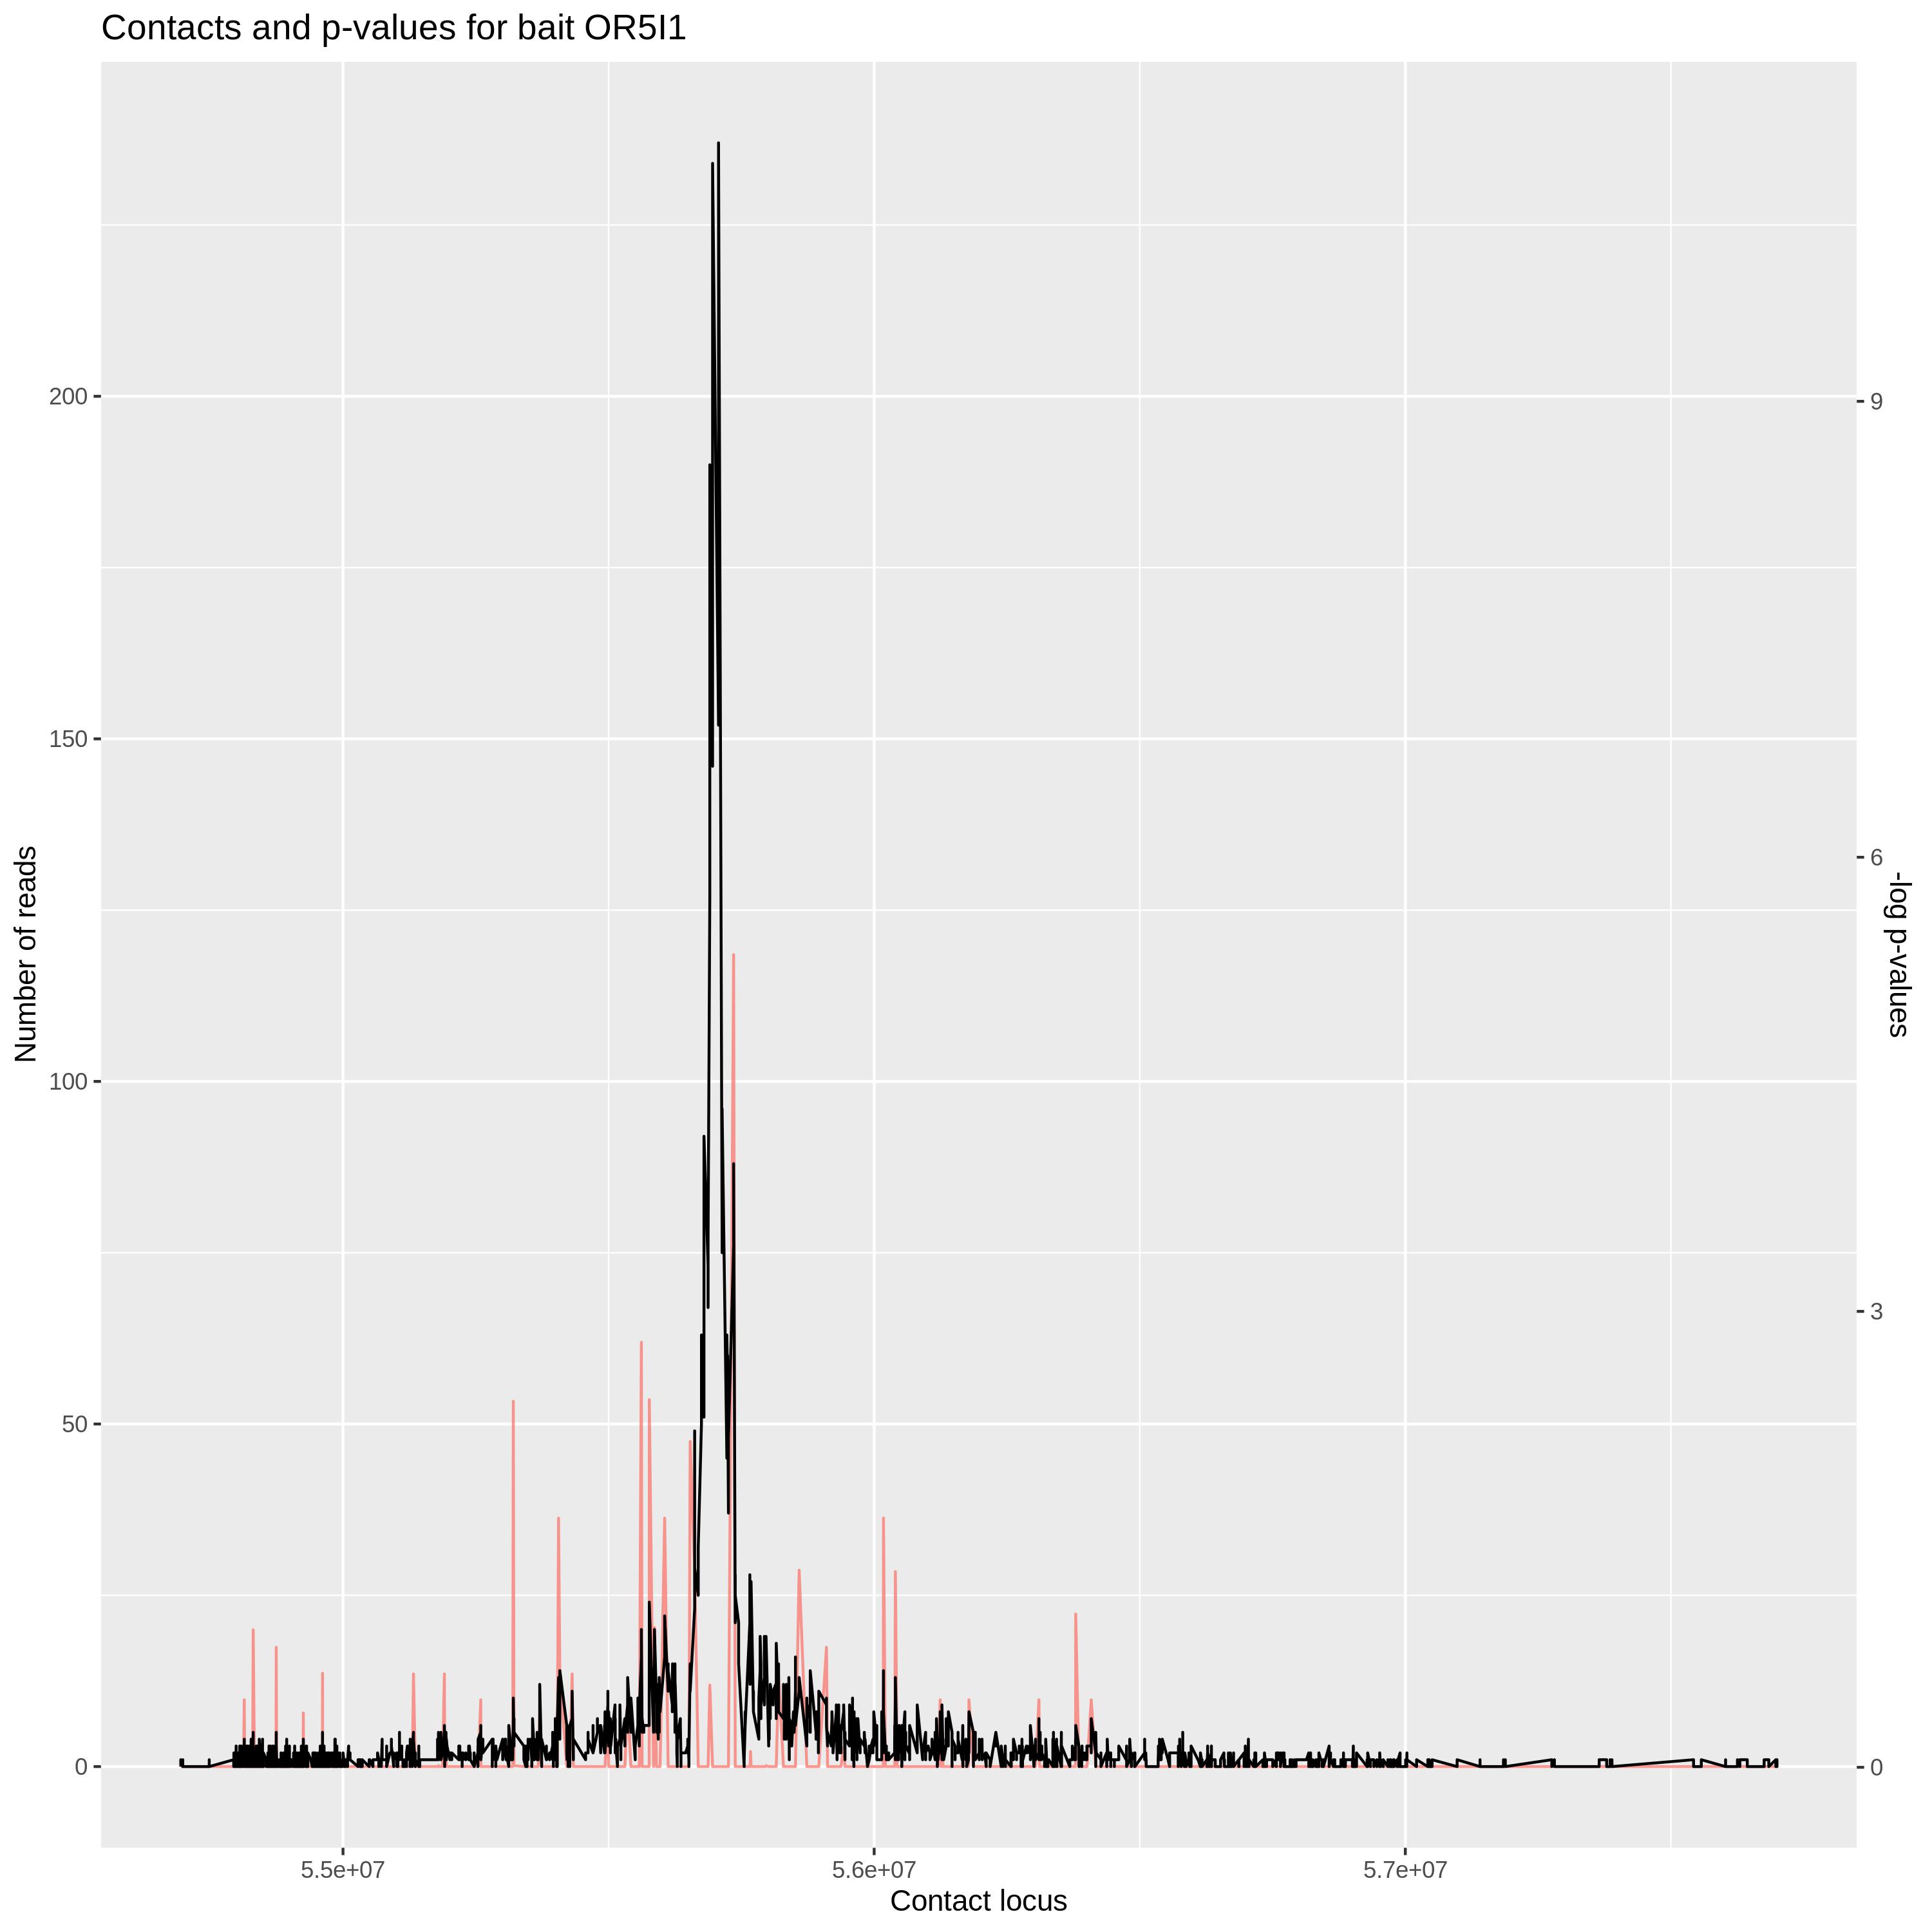 Contacts and p-values for bait OR5I1
Number of reads
200
150
100
50
0
9
6
3
0
-log p-values
5.5e+07
5.6e+07
5.7e+07
Contact locus